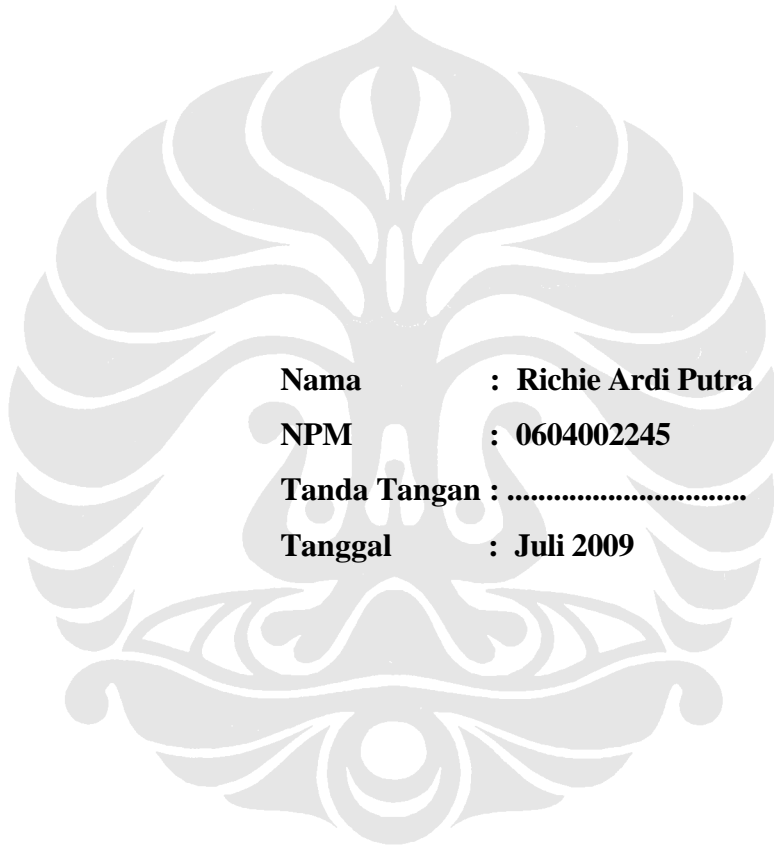 Nama : Richie Ardi Putra
NPM : 0604002245
Tanda Tangan : ...............................
Tanggal : Juli 2009